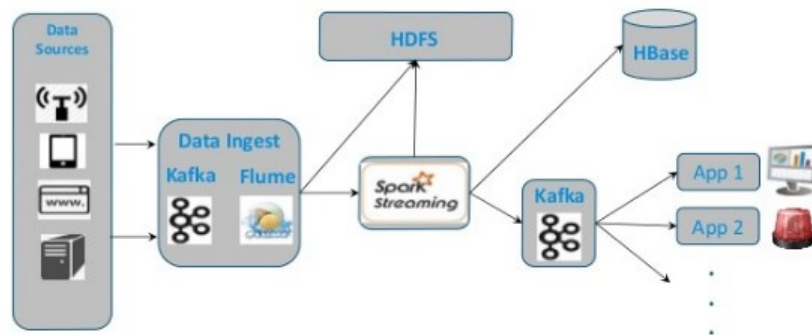 Data
Sources
www.
Data Ingest
Kafka
Flume
HDFS
Spark
Streaming
HBase
Kafka
App 1
App 2